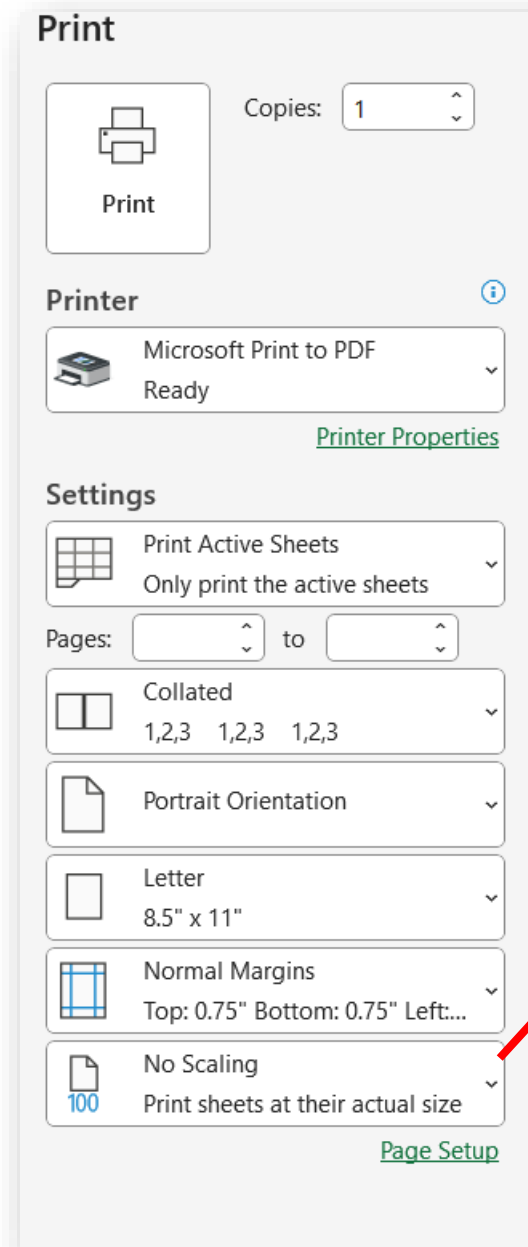 Print
Copies: 1
Print
Printer
Microsoft Print to PDF
Ready
Printer Properties
Settings
Print Active Sheets
Only print the active sheets
Pages: to
Collated
1,2,3 1,2,3 1,2,3
Portrait Orientation
Letter
8.5" x 11"
Normal Margins
Top: 0.75" Bottom: 0.75" Left:...
No Scaling
100
Print sheets at their actual size
Page Setup